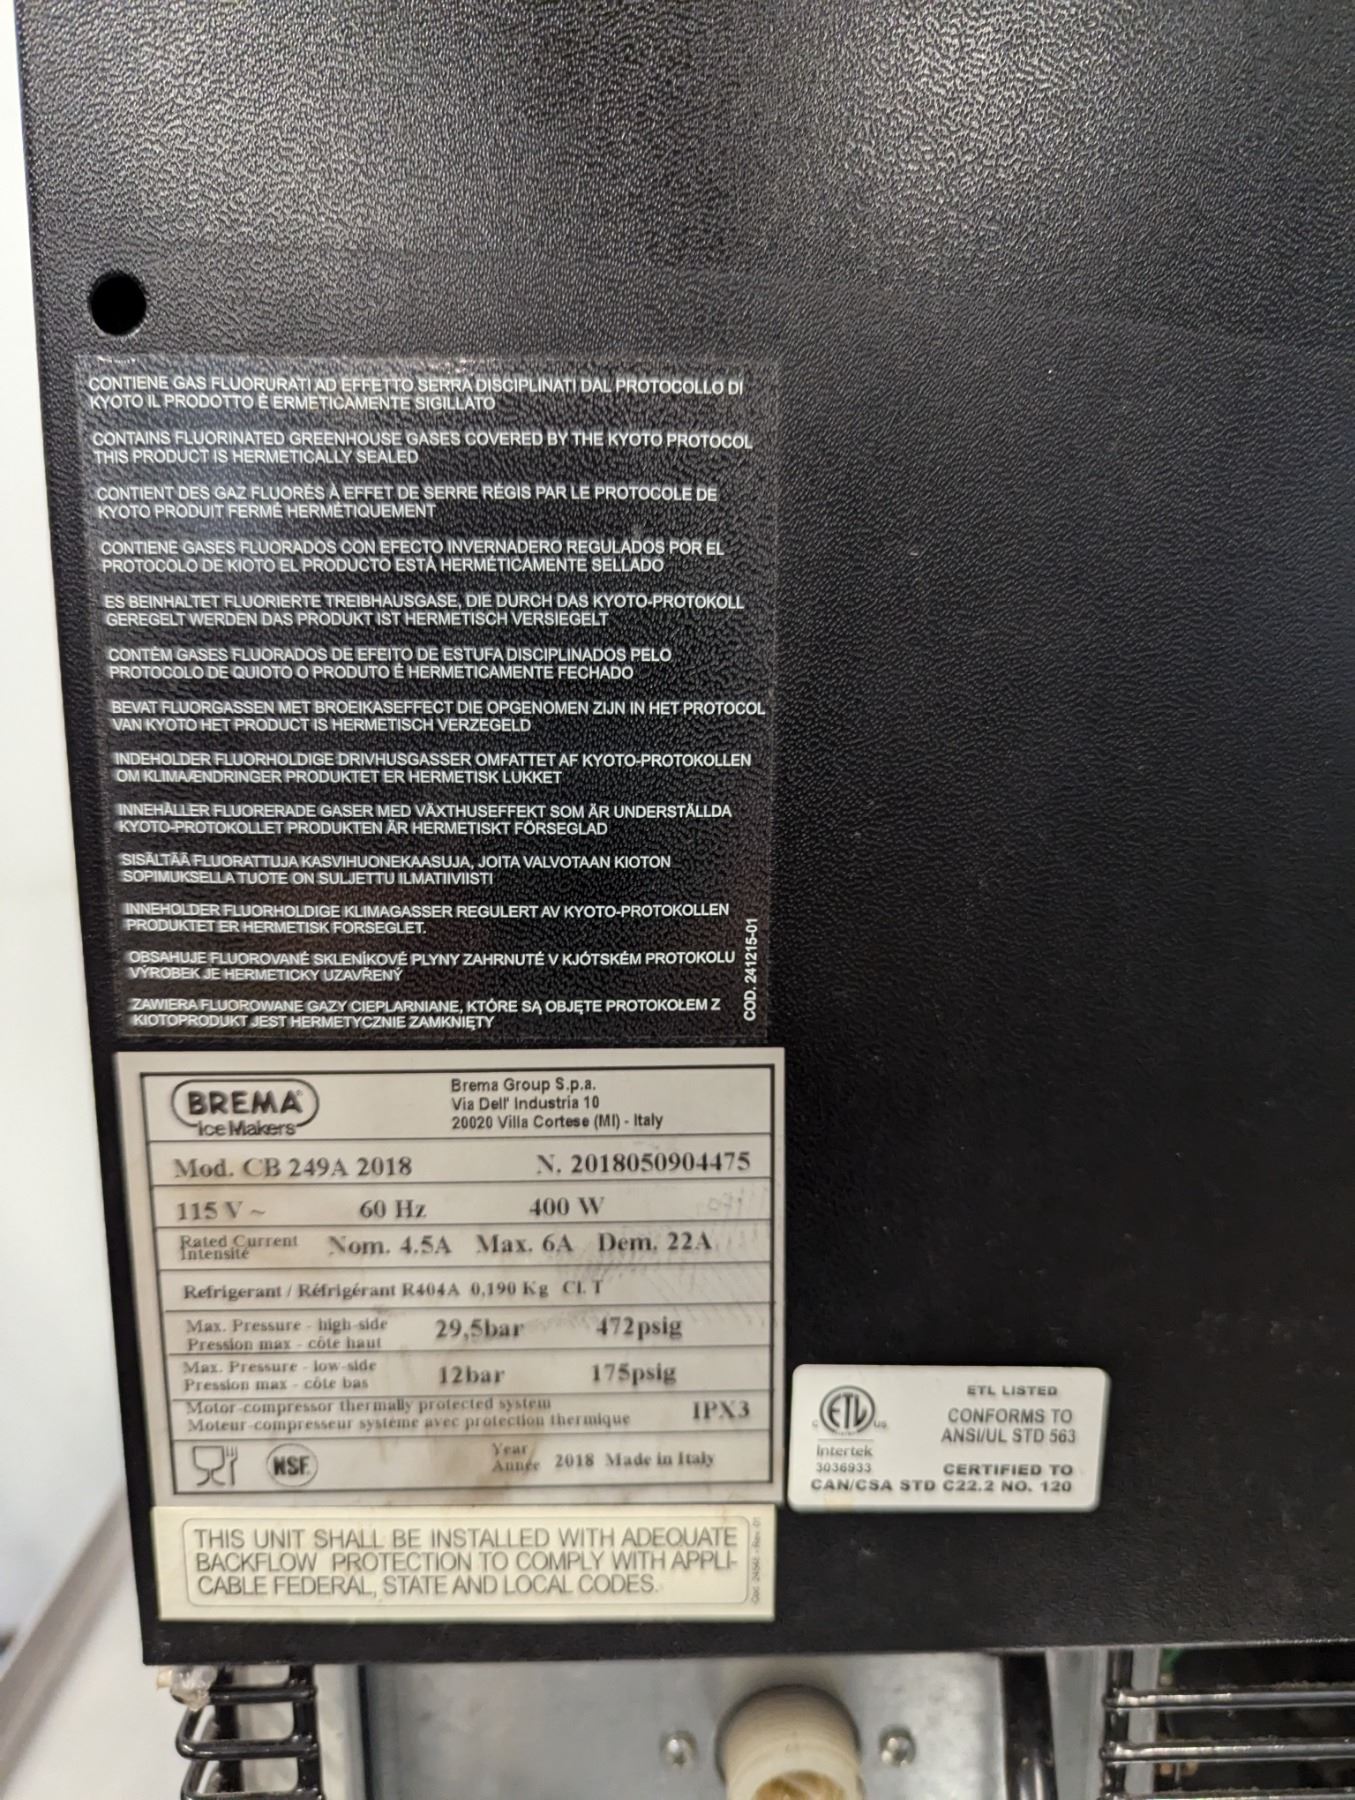 CONTIENE GAS FLUORURATI AD EFFETTO SERRA DISCIPLINATI DAL PROTOCOLLO DI
KYOTO IL PRODOTTO È ERMETICAMENTE SIGILLATO
CONTAINS FLUORINATED GREENHOUSE GASES COVERED BY THE KYOTO PROTOCOL
THIS PRODUCT IS HERMETICALLY SEALED
CONTIENT DES GAZ FLUORÉS À EFFET DE SERRE RÉGIS PAR LE PROTOCOLE DE
KYOTO PRODUIT FERMÉ HERMÉTIQUEMENT
CONTIENE GASES FLUORADOS CON EFECTO INVERNADERO REGULADOS POR EL
PROTOCOLO DE KIOTO EL PRODUCTO ESTÁ HERMÉTICAMENTE SELLADO
ES BEINHALTET FLUORIERTE TREIBHAUSGASE, DIE DURCH DAS KYOTO-PROTOKOLL
GEREGELT WERDEN DAS PRODUKT IST HERMETISCH VERSIEGELT
CONTÉM GASES FLUORADOS DE EFEITO DE ESTUFA DISCIPLINADOS PELO
PROTOCOLO DE QUIOTO O PRODUTO É HERMETICAMENTE FECHADO
BEVAT FLUORGASSEN MET BROEIKASEFFECT DIE OPGENOMEN ZIJN IN HET PROTOCOL
VAN KYOTO HET PRODUCT IS HERMETISCH VERZEGELD
INDEHOLDER FLUORHOLDIGE DRIVHUSGASSER OMFATTET AF KYOTO-PROTOKOLLEN
OM KLIMAÆNDRINGER PRODUKTET ER HERMETISK LUKKET
INNEHÅLLER FLUORERADE GASER MED VÄXTHUSEFFEKT SOM ÄR UNDERSTÄLLDA
KYOTO-PROTOKOLLET PRODUKTEN ÄR HERMETISKT FÖRSEGLAD
SISÄLTÄÄ FLUORATTUJA KASVIHUONEKAASUJA, JOITA VALVOTAAN KIOTON
SOPIMUKSELLA TUOTE ON SULJETTU ILMATIIVIISTI
INNEHOLDER FLUORHOLDIGE KLIMAGASSER REGULERT AV KYOTO-PROTOKOLLEN
PRODUKTET ER HERMETISK FORSEGLET.
OBSAHUJE FLUOROVANÉ SKLENÍKOVÉ PLYNY ZAHRNUTÉ V KJÓTSKÉM PROTOKOLU
VÝROBEK JE HERMETICKY UZAVŘENÝ
ZAWIERA FLUOROWANE GAZY CIEPLARNIANE, KTÓRE SĄ OBJĘTE PROTOKOŁEM Z
KIOTOPRODUKT JEST HERMETYCZNIE ZAMKNIĘTY
COD. 241215-01
BREMA
Ice Makers
Brema Group S.p.a.
Via Dell' Industria 10
20020 Villa Cortese (MI) - Italy
Mod. CB 249A 2018 N. 2018050904475
115 V ~ 60 Hz 400 W
Rated Current
Intensité
Nom. 4.5A Max. 6A Dem. 22A
Refrigerant / Réfrigérant R404A 0,190 Kg Cl. T
Max. Pressure - high-side
Pression max - côte haut
29,5bar 472psig
Max. Pressure - low-side
Pression max - côte bas
12bar 175psig
Motor-compressor thermally protected system
Moteur-compresseur système avec protection thermique
IPX3
NSF.
Year
Année
2018 Made in Italy
ETL
C US
Intertek
3036933
ETL LISTED
CONFORMS TO
ANSI/UL STD 563
CERTIFIED TO
CAN/CSA STD C22.2 NO. 120
THIS UNIT SHALL BE INSTALLED WITH ADEQUATE
BACKFLOW PROTECTION TO COMPLY WITH APPLI-
CABLE FEDERAL, STATE AND LOCAL CODES.